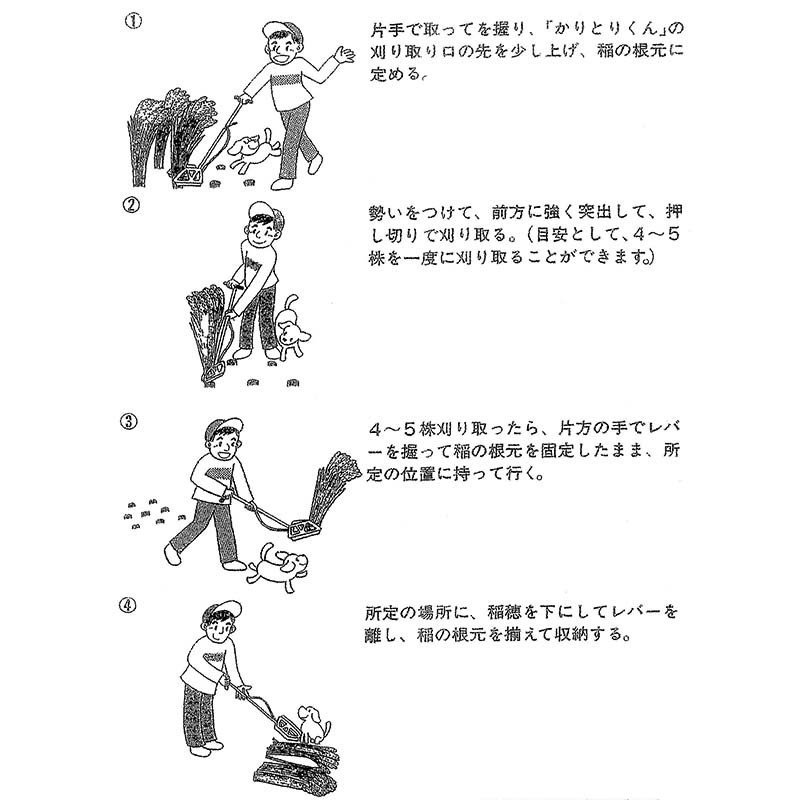 ①
片手で取ってを握り、「かりとりくん」の
刈り取り口の先を少し上げ、稲の根元に
定める。
②
勢いをつけて、前方に強く突出して、押
し切りで刈り取る。(目安として、4〜5
株を一度に刈り取ることができます。)
③
4〜5株刈り取ったら、片方の手でレバ
ーを握って稲の根元を固定したまま、所
定の位置に持って行く。
④
所定の場所に、稲穂を下にしてレバーを
離し、稲の根元を揃えて収納する。